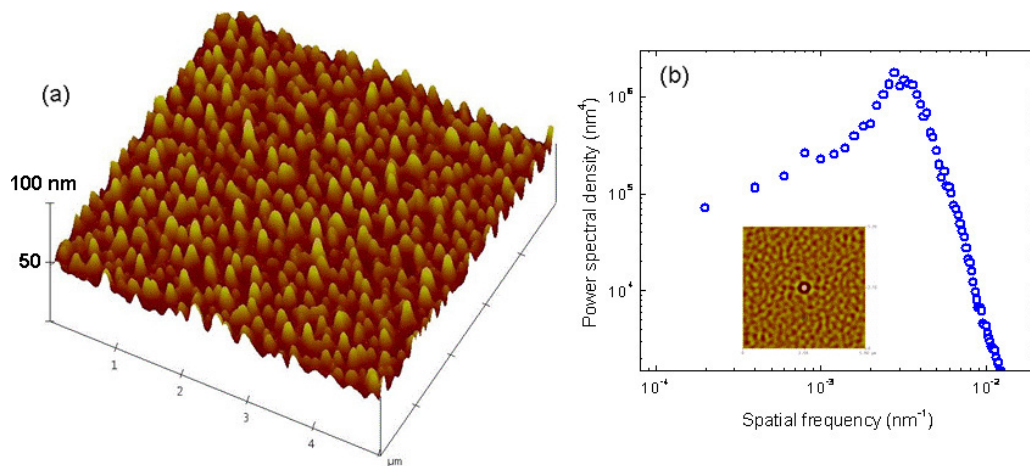 (a)
100 nm
50
1
2
3
4
µm
(b)
Power spectral density (nm⁴)
10⁶
10⁵
10⁴
10⁻⁴
10⁻³
10⁻²
Spatial frequency (nm⁻¹)
0